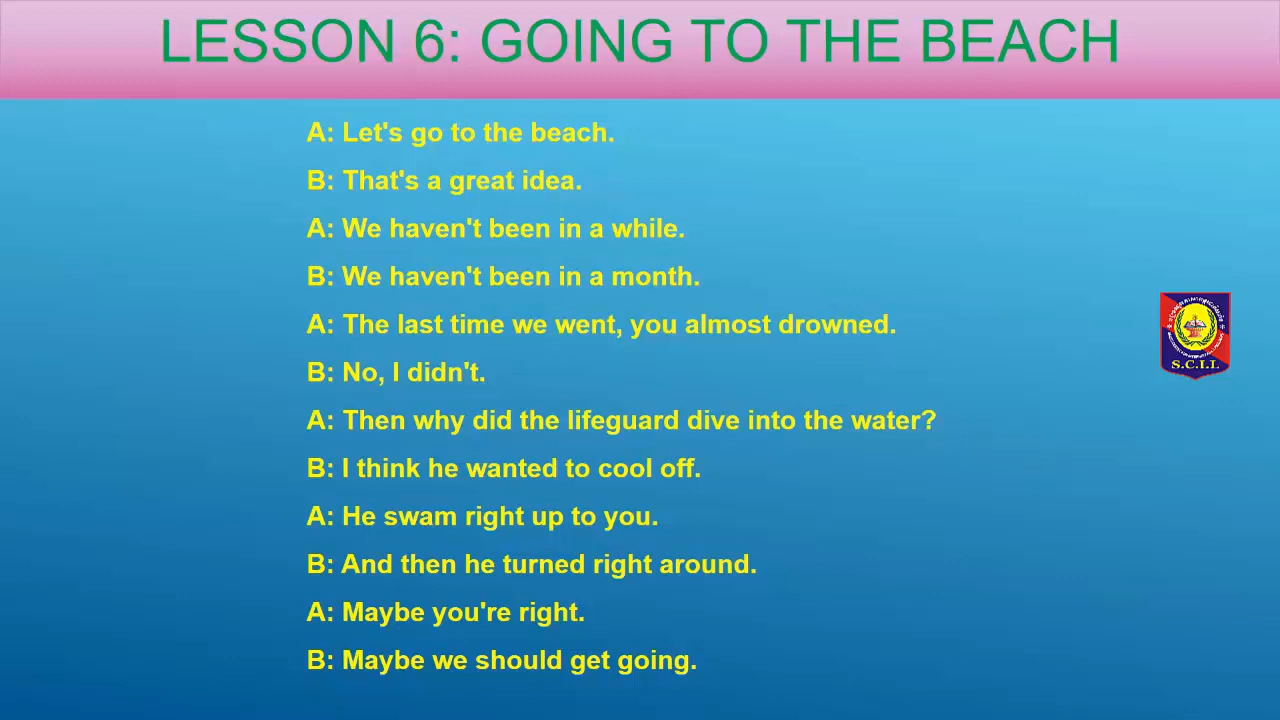 LESSON 6: GOING TO THE BEACH
A: Let's go to the beach.
B: That's a great idea.
A: We haven't been in a while.
B: We haven't been in a month.
A: The last time we went, you almost drowned.
B: No, I didn't.
A: Then why did the lifeguard dive into the water?
B: I think he wanted to cool off.
A: He swam right up to you.
B: And then he turned right around.
A: Maybe you're right.
B: Maybe we should get going.
S.C.I.L